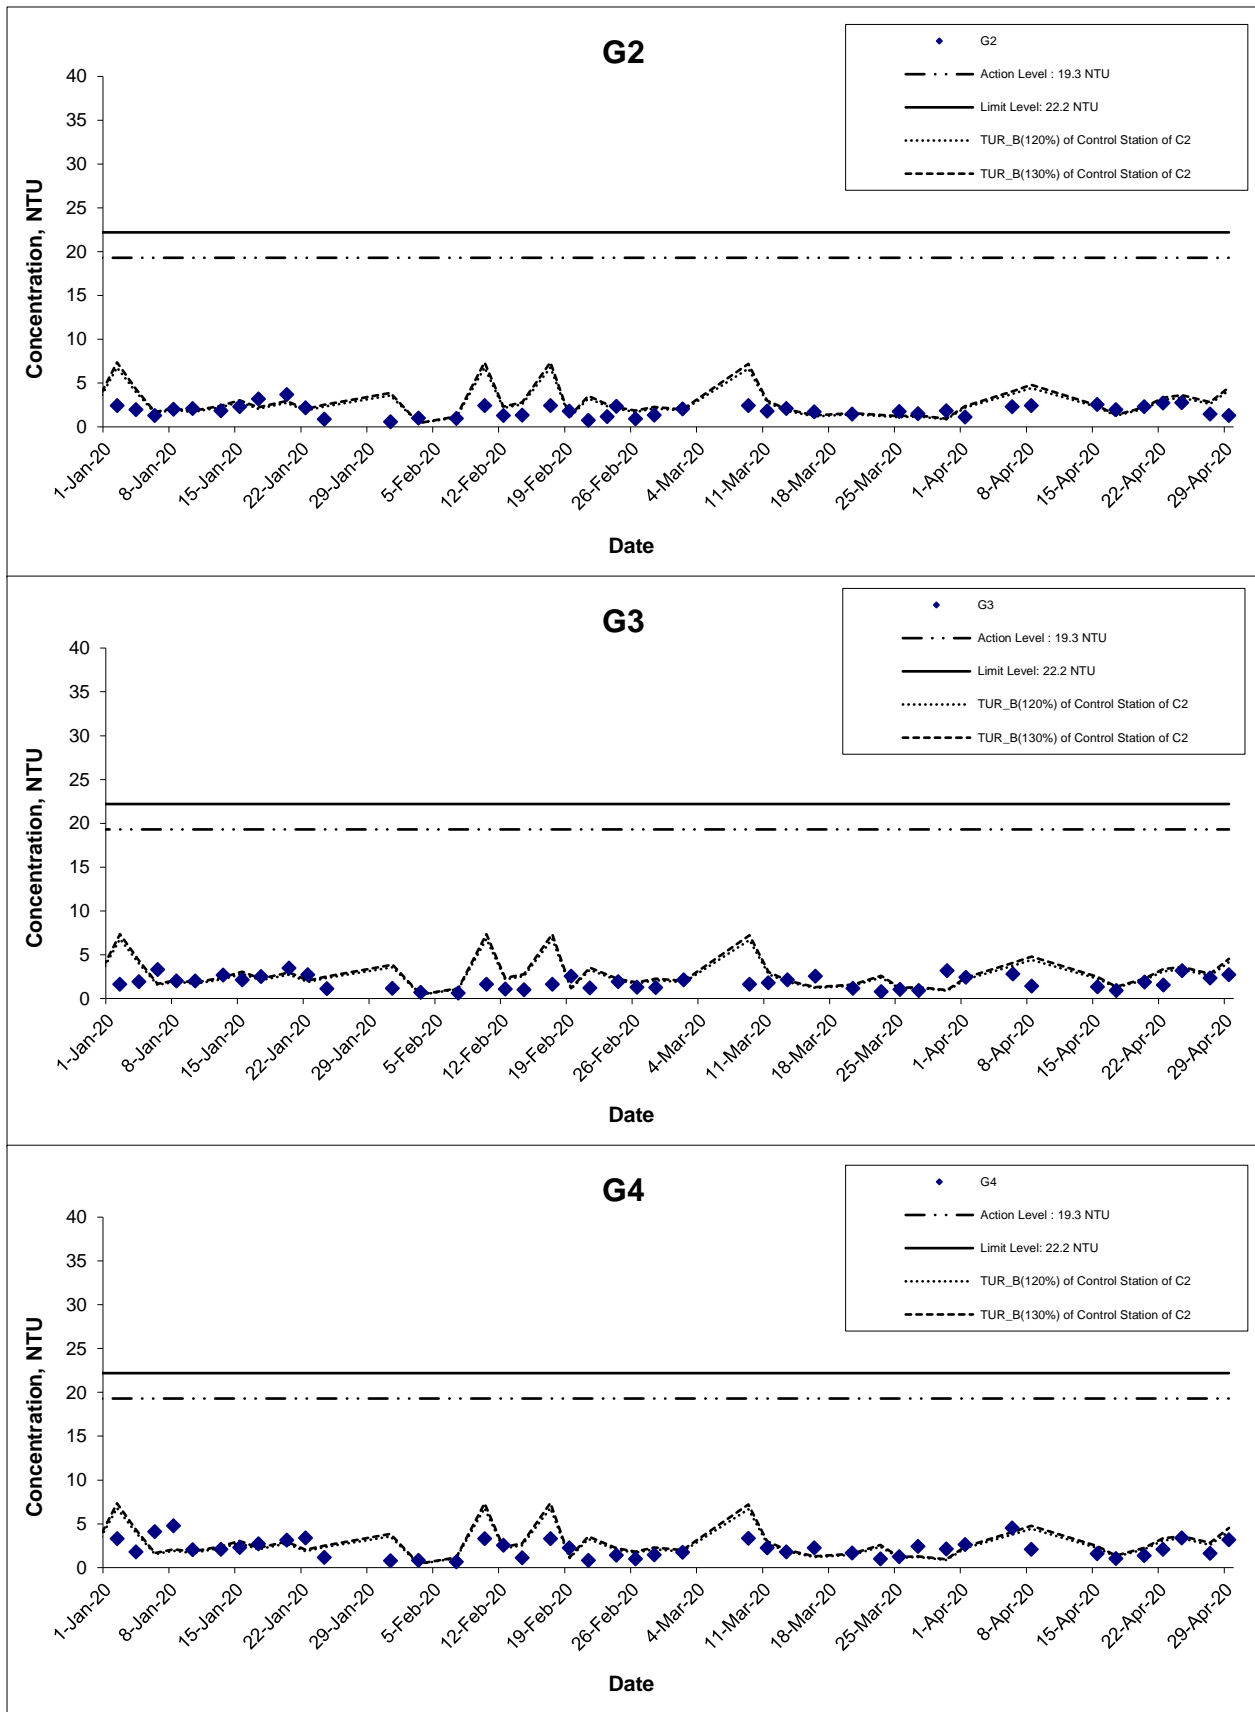 G2
G2
Action Level : 19.3 NTU
Limit Level: 22.2 NTU
TUR_B(120%) of Control Station of C2
TUR_B(130%) of Control Station of C2
Concentration, NTU
40
35
30
25
20
15
10
5
0
1-Jan-20
8-Jan-20
15-Jan-20
22-Jan-20
29-Jan-20
5-Feb-20
12-Feb-20
19-Feb-20
26-Feb-20
4-Mar-20
11-Mar-20
18-Mar-20
25-Mar-20
1-Apr-20
8-Apr-20
15-Apr-20
22-Apr-20
29-Apr-20
Date
G3
G3
Action Level : 19.3 NTU
Limit Level: 22.2 NTU
TUR_B(120%) of Control Station of C2
TUR_B(130%) of Control Station of C2
Concentration, NTU
40
35
30
25
20
15
10
5
0
1-Jan-20
8-Jan-20
15-Jan-20
22-Jan-20
29-Jan-20
5-Feb-20
12-Feb-20
19-Feb-20
26-Feb-20
4-Mar-20
11-Mar-20
18-Mar-20
25-Mar-20
1-Apr-20
8-Apr-20
15-Apr-20
22-Apr-20
29-Apr-20
Date
G4
G4
Action Level : 19.3 NTU
Limit Level: 22.2 NTU
TUR_B(120%) of Control Station of C2
TUR_B(130%) of Control Station of C2
Concentration, NTU
40
35
30
25
20
15
10
5
0
1-Jan-20
8-Jan-20
15-Jan-20
22-Jan-20
29-Jan-20
5-Feb-20
12-Feb-20
19-Feb-20
26-Feb-20
4-Mar-20
11-Mar-20
18-Mar-20
25-Mar-20
1-Apr-20
8-Apr-20
15-Apr-20
22-Apr-20
29-Apr-20
Date